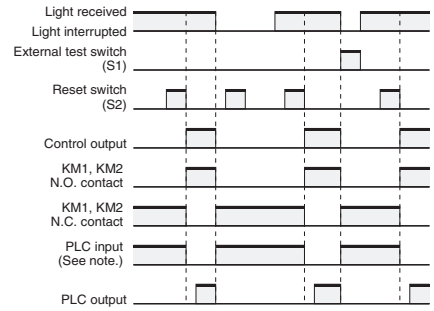 Light received
Light interrupted
External test switch
(S1)
Reset switch
(S2)
Control output
KM1, KM2
N.O. contact
KM1, KM2
N.C. contact
PLC input
(See note.)
PLC output